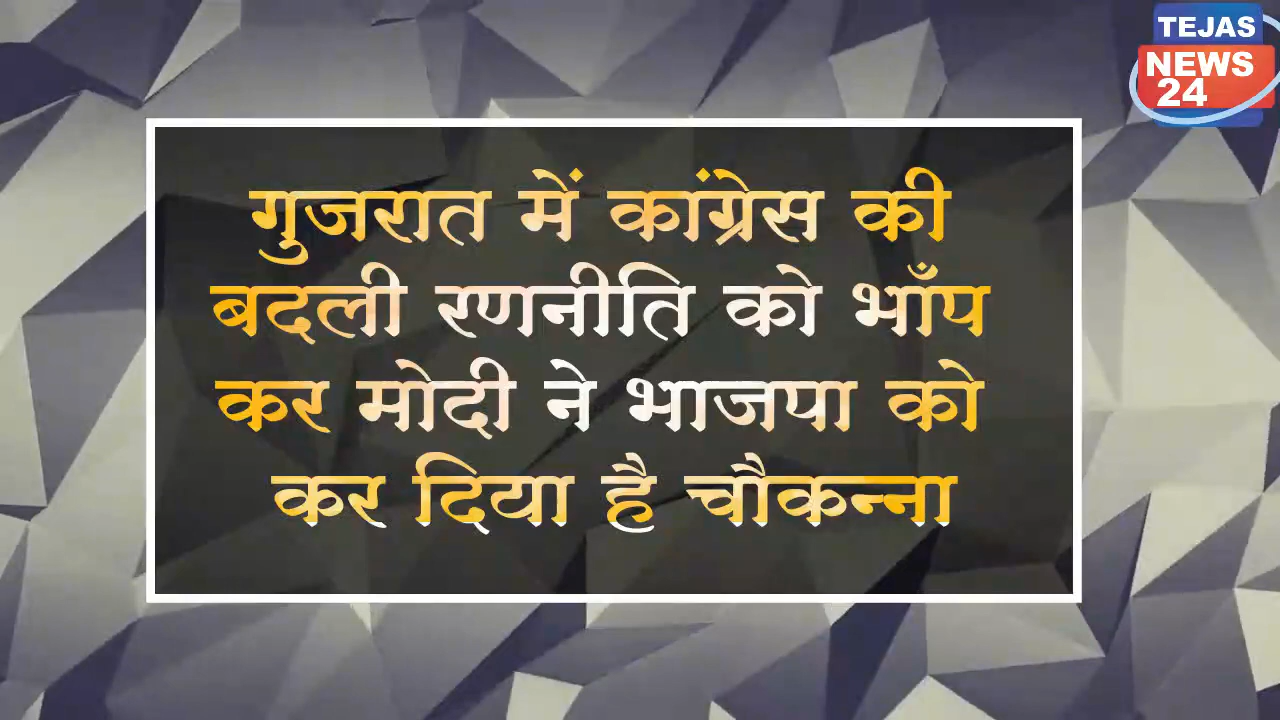 TEJAS
NEWS
24
गुजरात में कांग्रेस की
बदली रणनीति को भाँप
कर मोदी ने भाजपा को
कर दिया है चौकन्ना